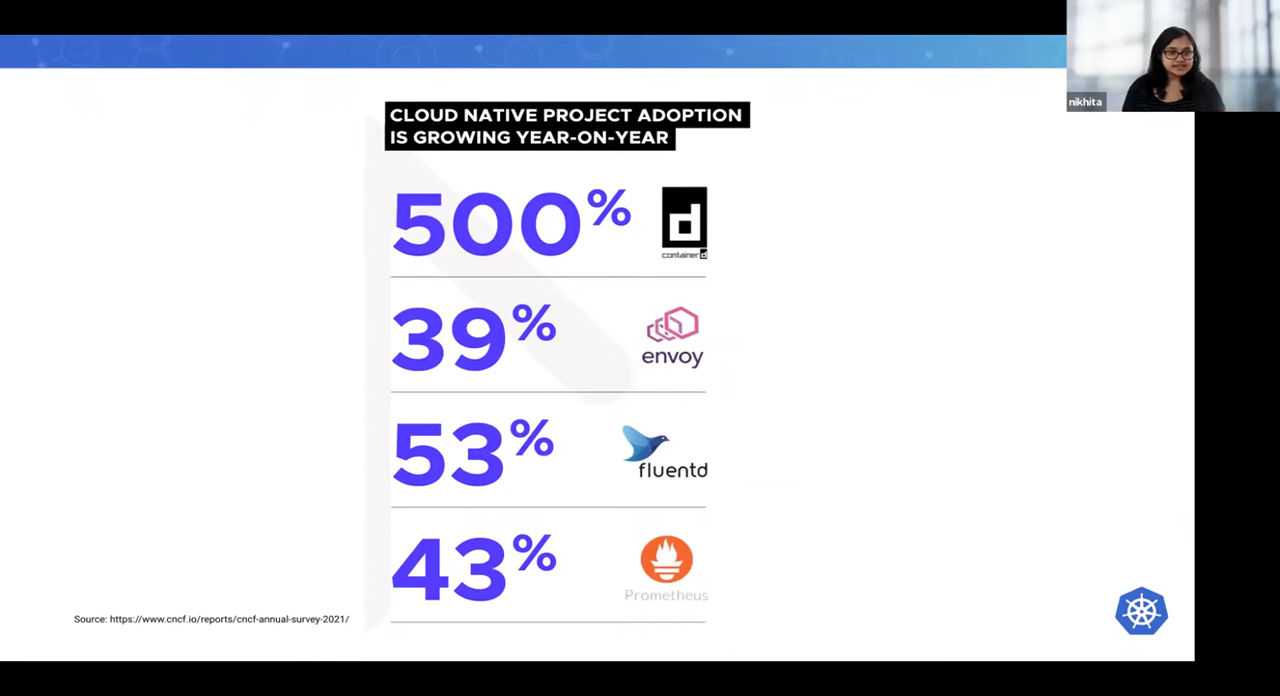 nikhita
CLOUD NATIVE PROJECT ADOPTION
IS GROWING YEAR-ON-YEAR
500%
d
containerd
39%
envoy
53%
fluentd
43%
Prometheus
Source: https://www.cncf.io/reports/cncf-annual-survey-2021/